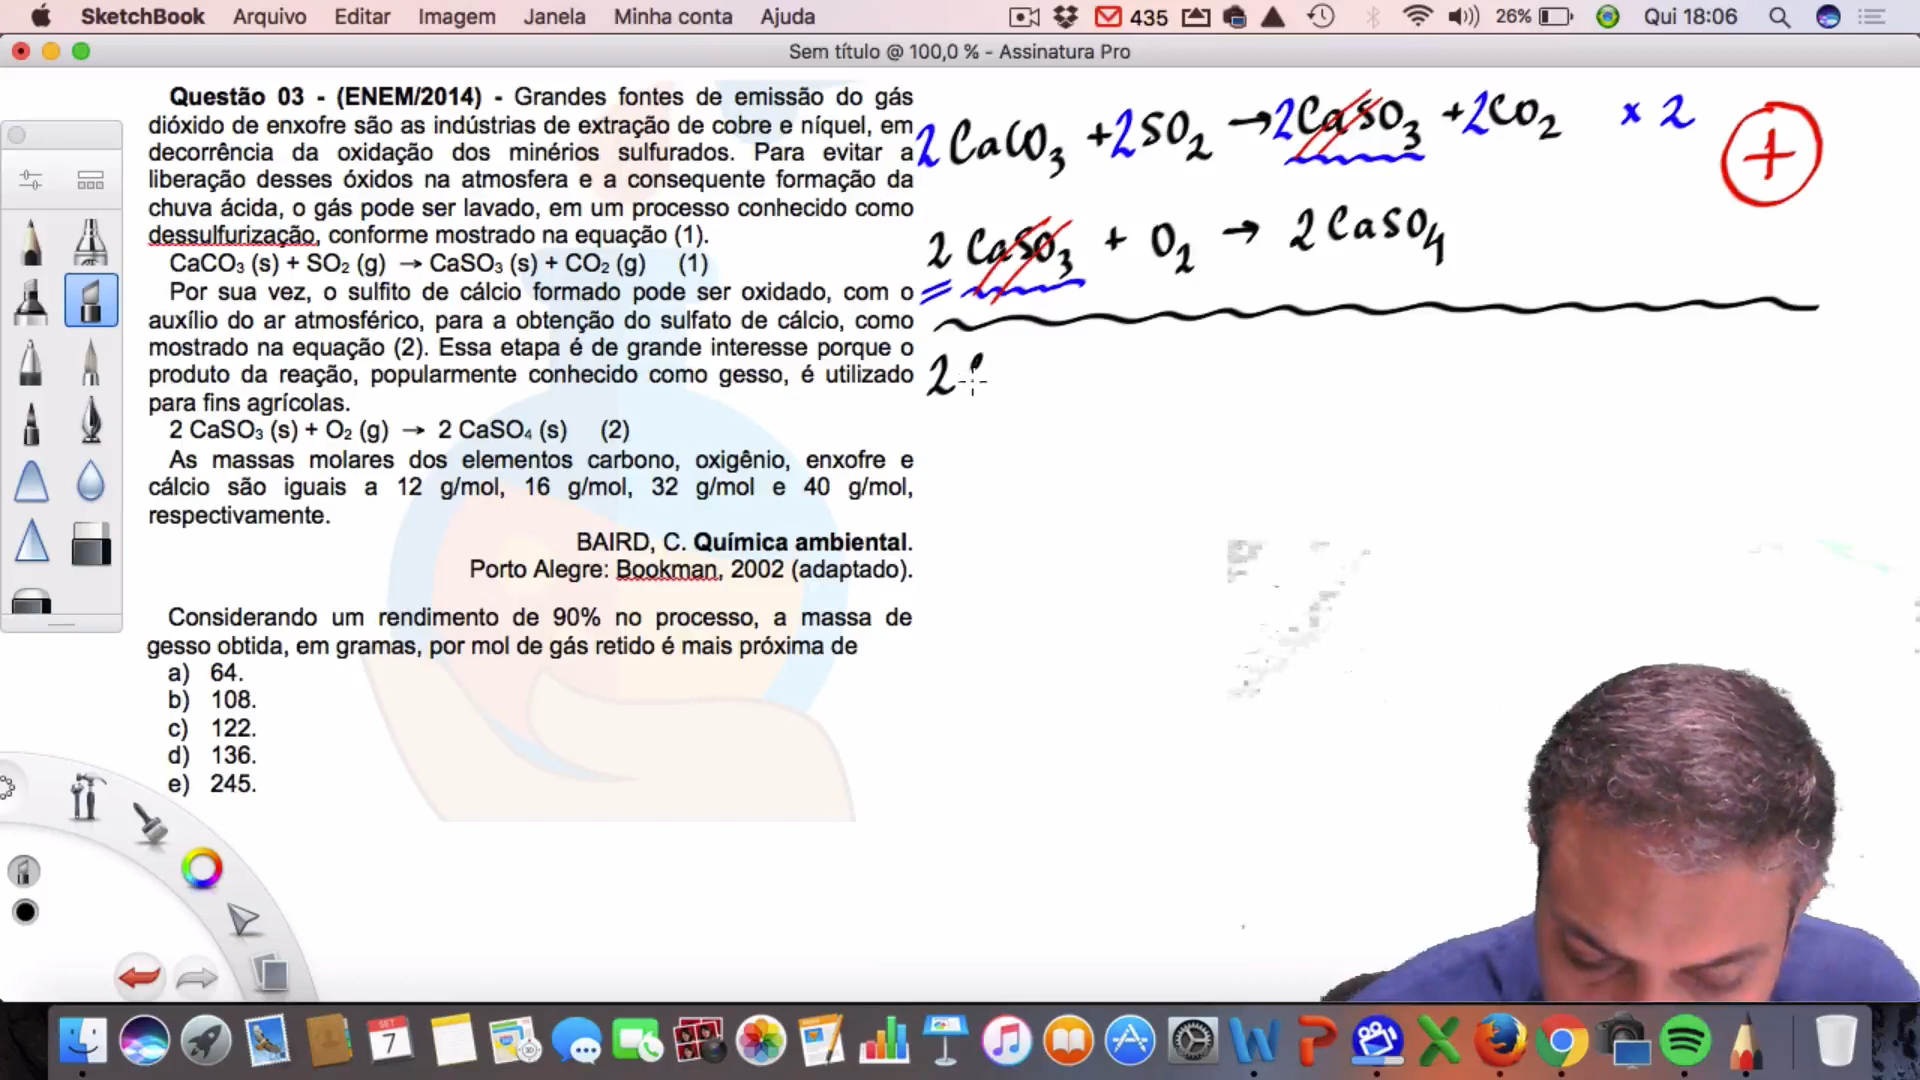 SketchBook Arquivo Editar Imagem Janela Minha conta Ajuda 435 26% Qui 18:06
Sem título @ 100,0 % - Assinatura Pro
Questão 03 - (ENEM/2014) - Grandes fontes de emissão do gás
dióxido de enxofre são as indústrias de extração de cobre e níquel, em
decorrência da oxidação dos minérios sulfurados. Para evitar a
liberação desses óxidos na atmosfera e a consequente formação da
chuva ácida, o gás pode ser lavado, em um processo conhecido como
dessulfurização, conforme mostrado na equação (1).
CaCO₃ (s) + SO₂ (g) → CaSO₃ (s) + CO₂ (g) (1)
Por sua vez, o sulfito de cálcio formado pode ser oxidado, com o
auxílio do ar atmosférico, para a obtenção do sulfato de cálcio, como
mostrado na equação (2). Essa etapa é de grande interesse porque o
produto da reação, popularmente conhecido como gesso, é utilizado
para fins agrícolas.
2 CaSO₃ (s) + O₂ (g) → 2 CaSO₄ (s) (2)
As massas molares dos elementos carbono, oxigênio, enxofre e
cálcio são iguais a 12 g/mol, 16 g/mol, 32 g/mol e 40 g/mol,
respectivamente.
BAIRD, C. Química ambiental.
Porto Alegre: Bookman, 2002 (adaptado).
Considerando um rendimento de 90% no processo, a massa de
gesso obtida, em gramas, por mol de gás retido é mais próxima de
a) 64.
b) 108.
c) 122.
d) 136.
e) 245.
2CaCO₃ + 2SO₂ → 2CaSO₃ + 2CO₂ × 2
+
2 CaSO₃ + O₂ → 2CaSO₄
2
SET
7